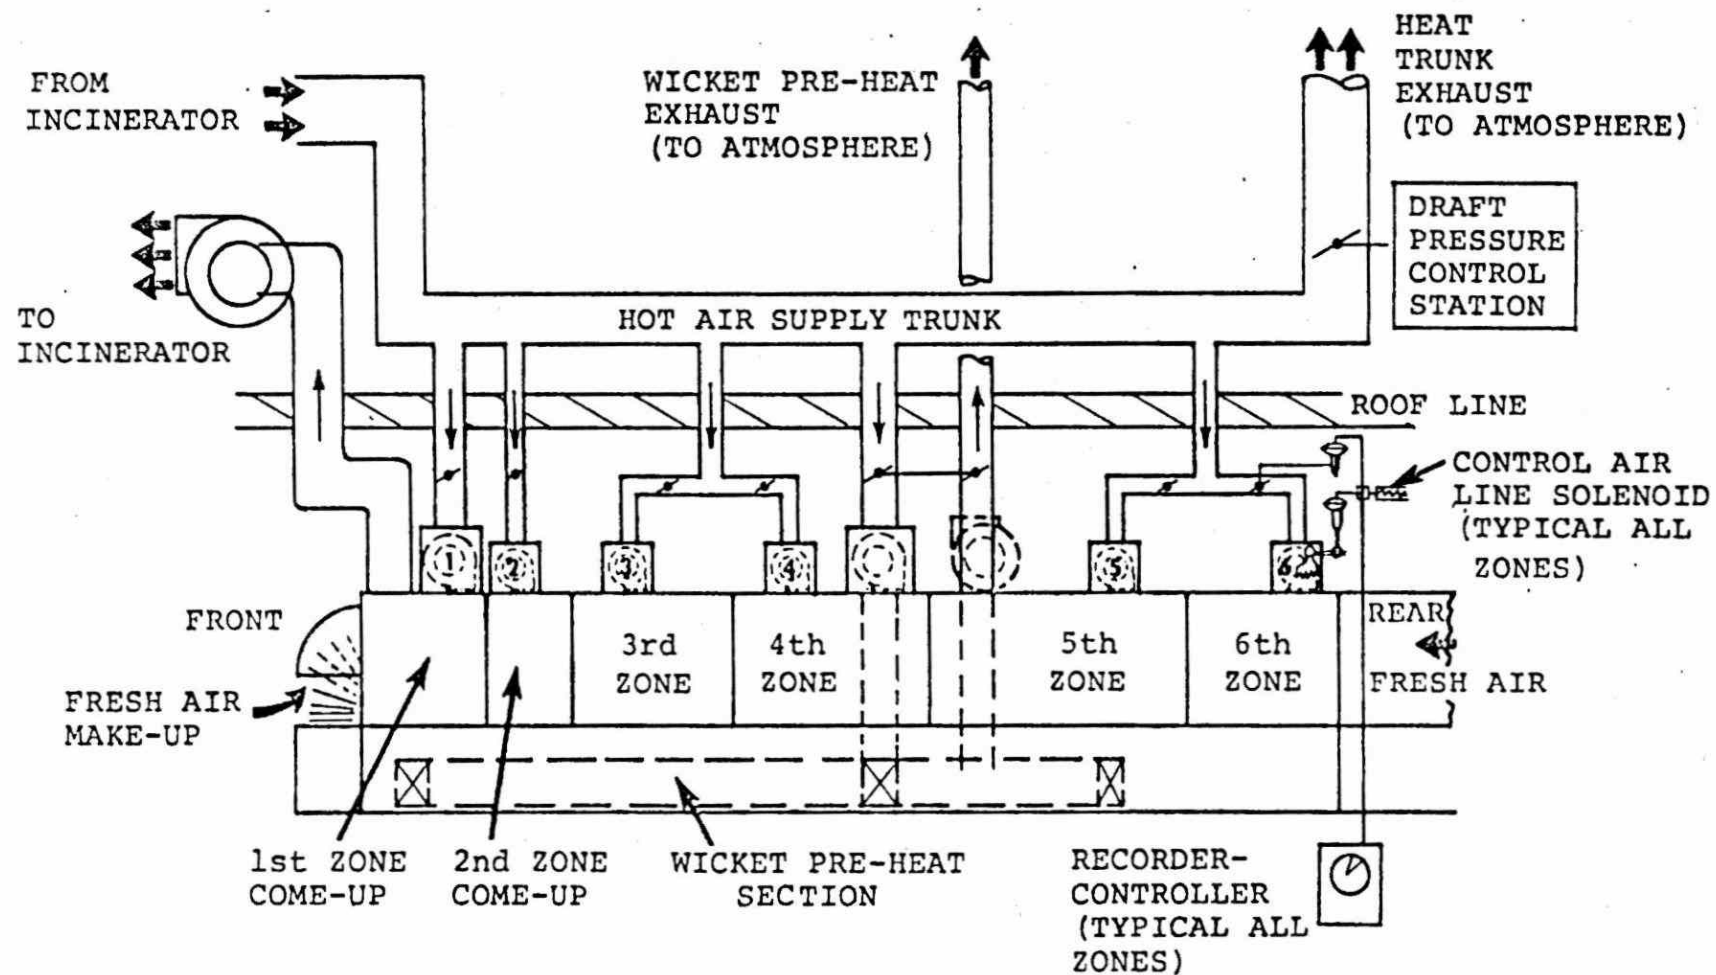 FROM
INCINERATOR
WICKET PRE-HEAT
EXHAUST
(TO ATMOSPHERE)
HEAT
TRUNK
EXHAUST
(TO ATMOSPHERE)
DRAFT
PRESSURE
CONTROL
STATION
TO
INCINERATOR
HOT AIR SUPPLY TRUNK
ROOF LINE
CONTROL AIR
LINE SOLENOID
(TYPICAL ALL
ZONES)
1
2
3
4
5
6
FRONT
3rd
ZONE
4th
ZONE
5th
ZONE
6th
ZONE
REAR
FRESH AIR
FRESH AIR
MAKE-UP
1st ZONE
COME-UP
2nd ZONE
COME-UP
WICKET PRE-HEAT
SECTION
RECORDER-
CONTROLLER
(TYPICAL ALL
ZONES)